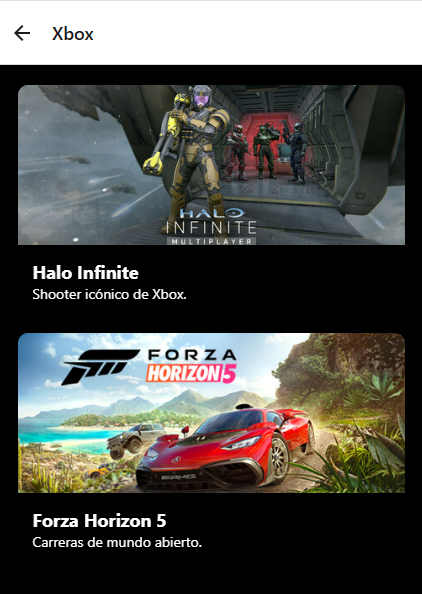 Xbox
HALO
INFINITE
MULTIPLAYER
Halo Infinite
Shooter icónico de Xbox.
FORZA
HORIZON 5
Forza Horizon 5
Carreras de mundo abierto.